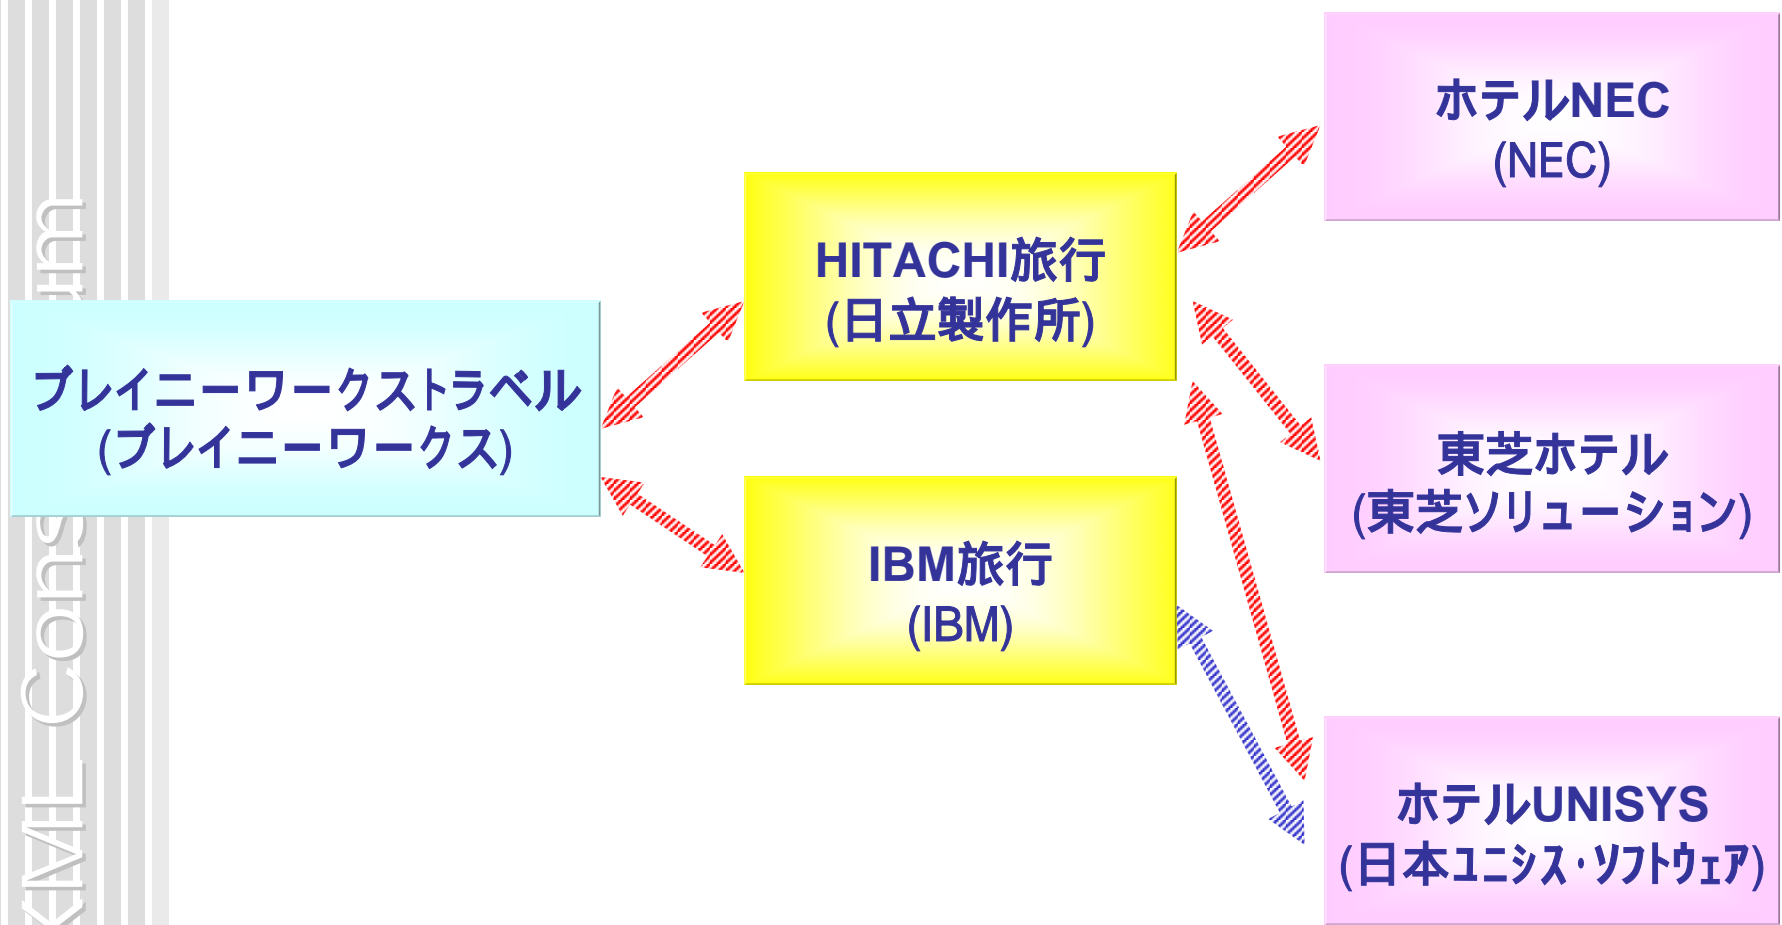 ホテルNEC
(NEC)
HITACHI旅行
(日立製作所)
ブレイニーワークストラベル
(ブレイニーワークス)
東芝ホテル
(東芝ソリューション)
IBM旅行
(IBM)
ホテルUNISYS
(日本ユニシス・ソフトウェア)
XML Cons
um